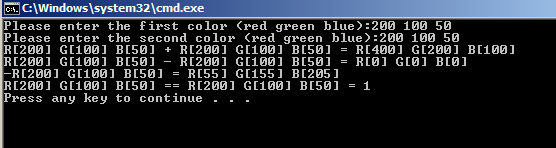 C:\Windows\system32\cmd.exe
Please enter the first color (red green blue):200 100 50
Please enter the second color (red green blue):200 100 50
R[200] G[100] B[50] + R[200] G[100] B[50] = R[400] G[200] B[100]
R[200] G[100] B[50] - R[200] G[100] B[50] = R[0] G[0] B[0]
-R[200] G[100] B[50] = R[55] G[155] B[205]
R[200] G[100] B[50] == R[200] G[100] B[50] = 1
Press any key to continue . . .